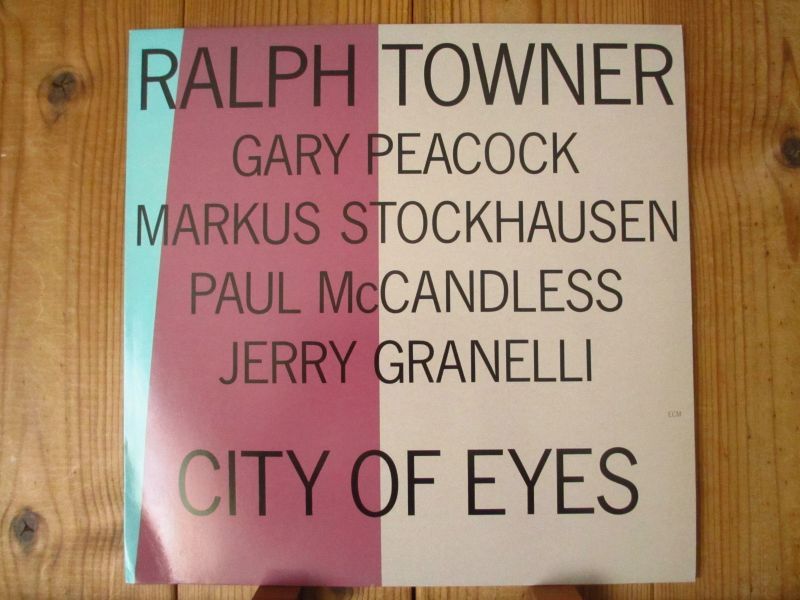 RALPH TOWNER
GARY PEACOCK
MARKUS STOCKHAUSEN
PAUL McCANDLESS
JERRY GRANELLI
ECM
CITY OF EYES